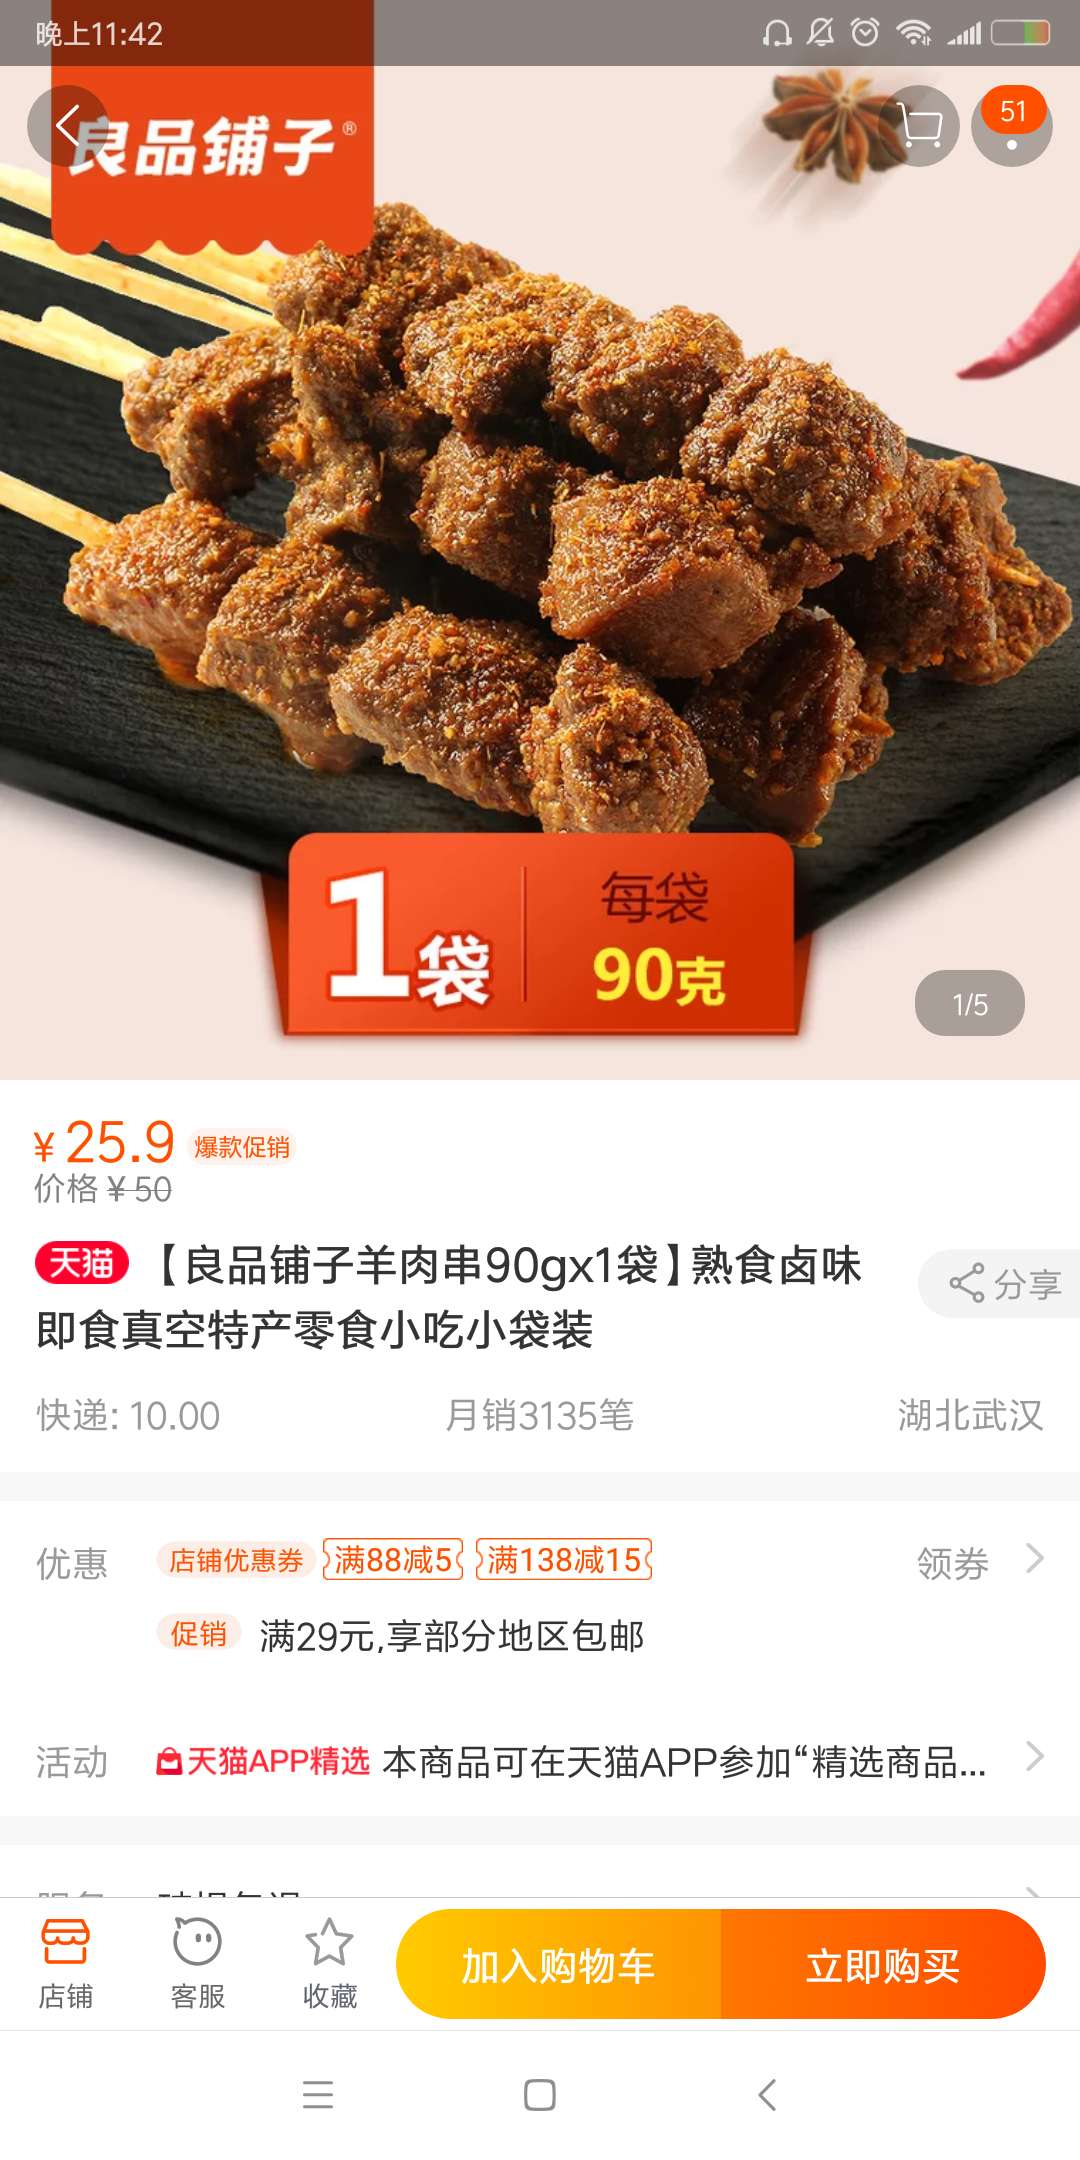 晚上11:42
51
良品铺子®
1袋
每袋
90克
1/5
¥25.9 爆款促销
价格 ¥50
天猫 【良品铺子羊肉串90gx1袋】熟食卤味
即食真空特产零食小吃小袋装
分享
快递: 10.00 月销3135笔 湖北武汉
优惠 店铺优惠券 满88减5 满138减15 领券
促销 满29元,享部分地区包邮
活动 天猫APP精选 本商品可在天猫APP参加“精选商品...
店铺 客服 收藏 加入购物车 立即购买